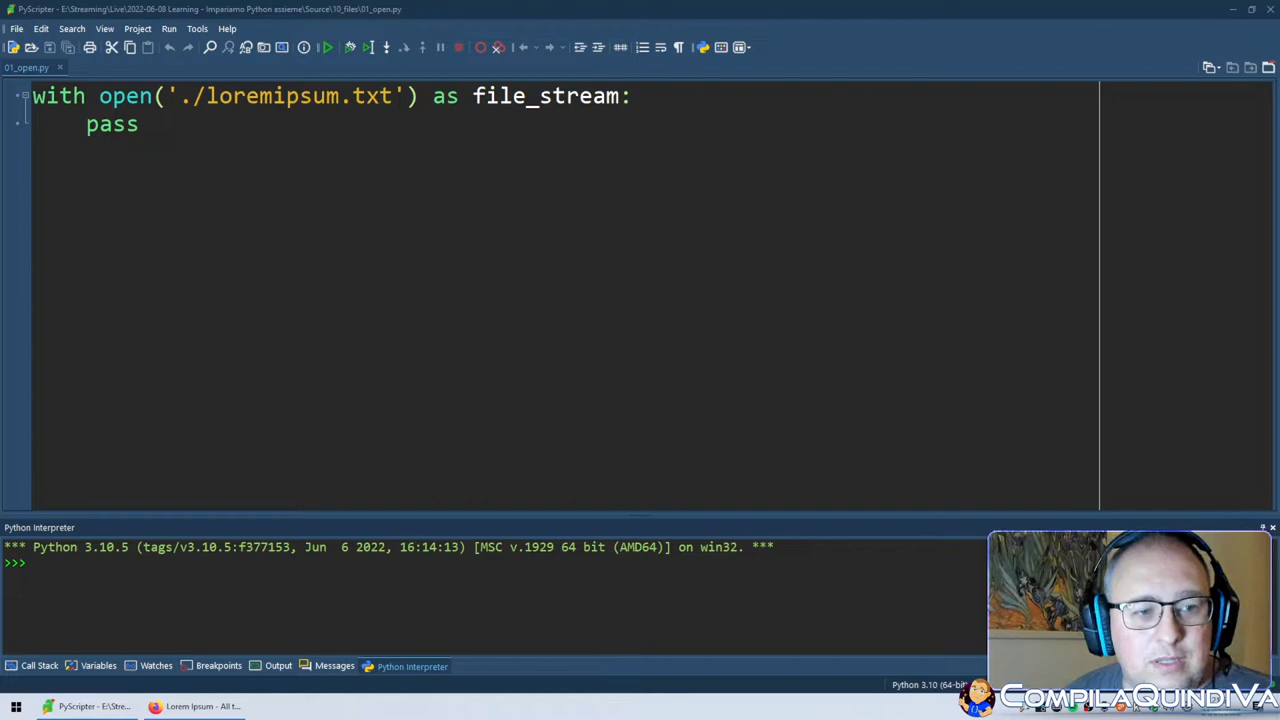 PyScripter - E:\Streaming\Live\2022-06-08 Learning - Impariamo Python assieme\Source\10_files\01_open.py
File Edit Search View Project Run Tools Help
01_open.py
with open('./loremipsum.txt') as file_stream:
pass
Python Interpreter
*** Python 3.10.5 (tags/v3.10.5:f377153, Jun  6 2022, 16:14:13) [MSC v.1929 64 bit (AMD64)] on win32. ***
>>>
Call Stack Variables Watches Breakpoints Output Messages Python Interpreter
Python 3.10 (64-bit
PyScripter - E:\Stre... Lorem Ipsum - All t...
COMPILAQUINDIVA